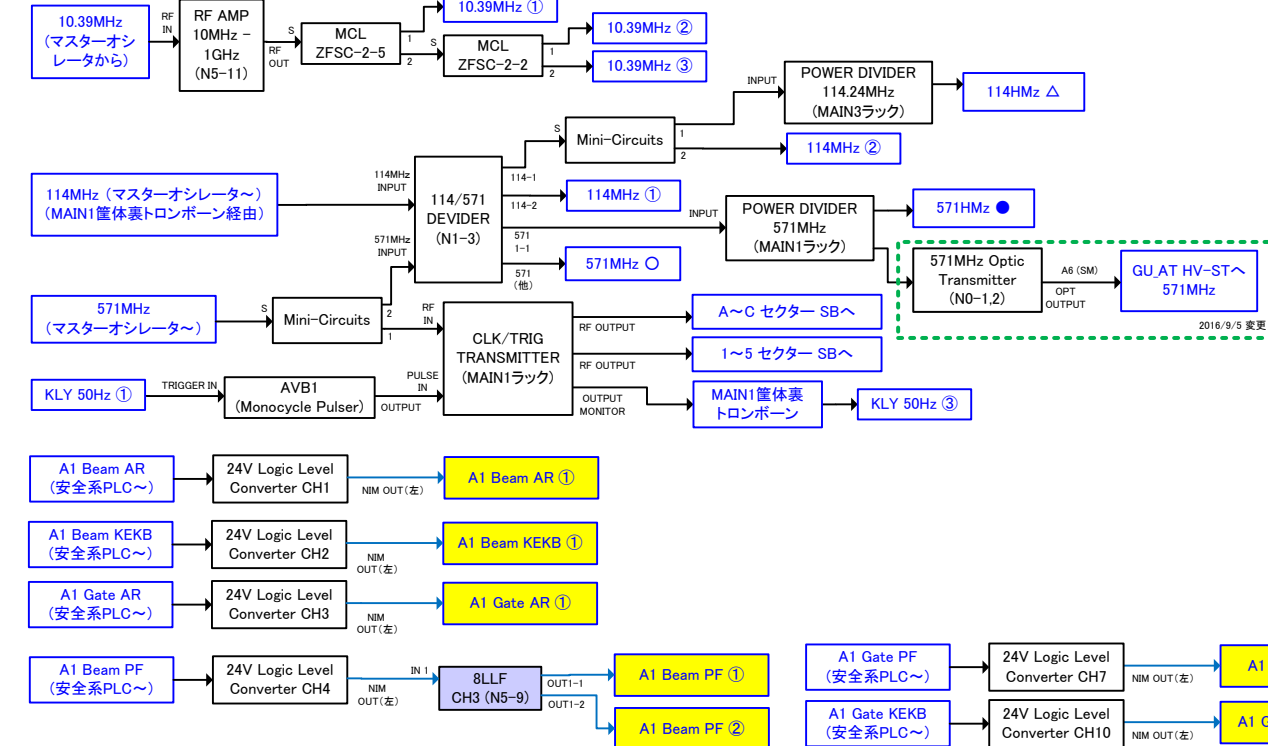 10.39MHz
(マスターオシ
レータから)
RF
IN
RF AMP
10MHz –
1GHz
(N5-11)
RF
OUT
S
MCL
ZFSC-2-5
1
2
10.39MHz ①
S
MCL
ZFSC-2-2
1
2
10.39MHz ②
10.39MHz ③
114MHz (マスターオシレータ~)
(MAIN1筐体裏トロンボーン経由)
114MHz
INPUT
571MHz
INPUT
114/571
DEVIDER
(N1-3)
114-1
114-2
571
1-1
571
(他)
S
Mini-Circuits
1
2
INPUT
POWER DIVIDER
114.24MHz
(MAIN3ラック)
114HMz △
114MHz ②
114MHz ①
571MHz ○
INPUT
POWER DIVIDER
571MHz
(MAIN1ラック)
571HMz ●
571MHz Optic
Transmitter
(N0-1,2)
A6 (SM)
OPT
OUTPUT
GU_AT HV-STへ
571MHz
2016/9/5 変更
571MHz
(マスターオシレータ~)
S
Mini-Circuits
2
1
RF
IN
CLK/TRIG
TRANSMITTER
(MAIN1ラック)
RF OUTPUT
A~C セクター SBへ
RF OUTPUT
1~5 セクター SBへ
OUTPUT
MONITOR
MAIN1筐体裏
トロンボーン
KLY 50Hz ③
KLY 50Hz ①
TRIGGER IN
AVB1
(Monocycle Pulser)
OUTPUT
PULSE
IN
A1 Beam AR
(安全系PLC~)
24V Logic Level
Converter CH1
NIM OUT(左)
A1 Beam AR ①
A1 Beam KEKB
(安全系PLC~)
24V Logic Level
Converter CH2
NIM
OUT(左)
A1 Beam KEKB ①
A1 Gate AR
(安全系PLC~)
24V Logic Level
Converter CH3
NIM
OUT(左)
A1 Gate AR ①
A1 Beam PF
(安全系PLC~)
24V Logic Level
Converter CH4
NIM
OUT(左)
IN 1
8LLF
CH3 (N5-9)
OUT1-1
OUT1-2
A1 Beam PF ①
A1 Beam PF ②
A1 Gate PF
(安全系PLC~)
24V Logic Level
Converter CH7
NIM OUT(左)
A1
A1 Gate KEKB
(安全系PLC~)
24V Logic Level
Converter CH10
NIM OUT(左)
A1 G